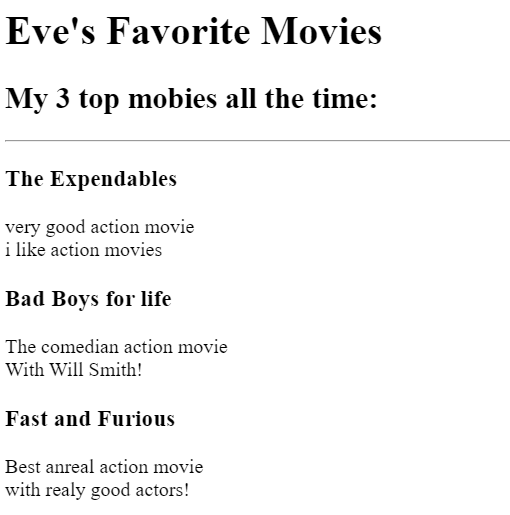 Eve's Favorite Movies
My 3 top mobies all the time:
The Expendables
very good action movie
i like action movies
Bad Boys for life
The comedian action movie
With Will Smith!
Fast and Furious
Best anreal action movie
with realy good actors!